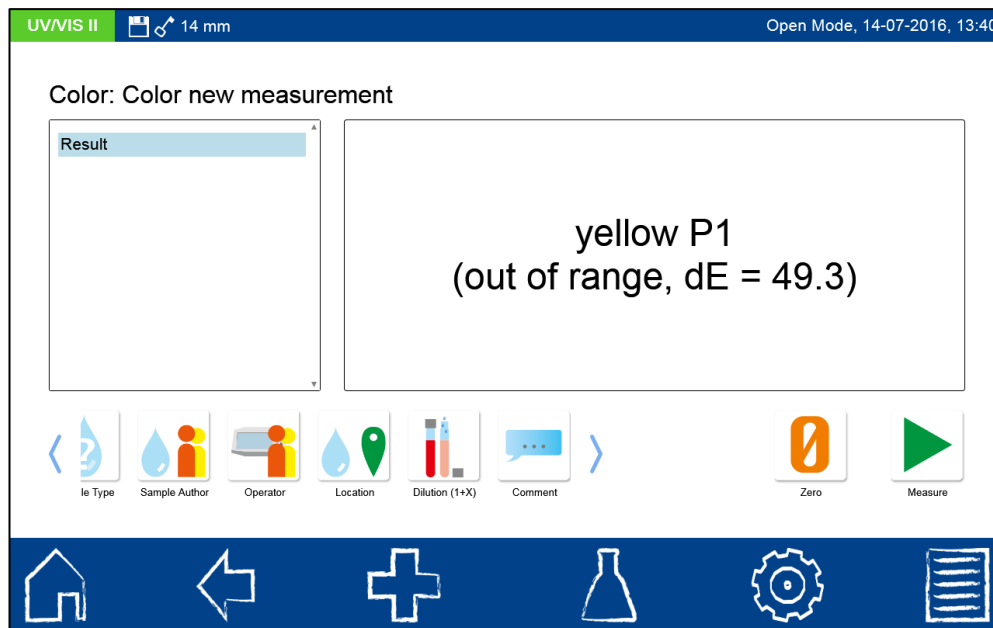 UV/VIS II 14 mm Open Mode, 14-07-2016, 13:40
Color: Color new measurement
Result
yellow P1
(out of range, dE = 49.3)
0
le Type Sample Author Operator Location Dilution (1+X) Comment Zero Measure